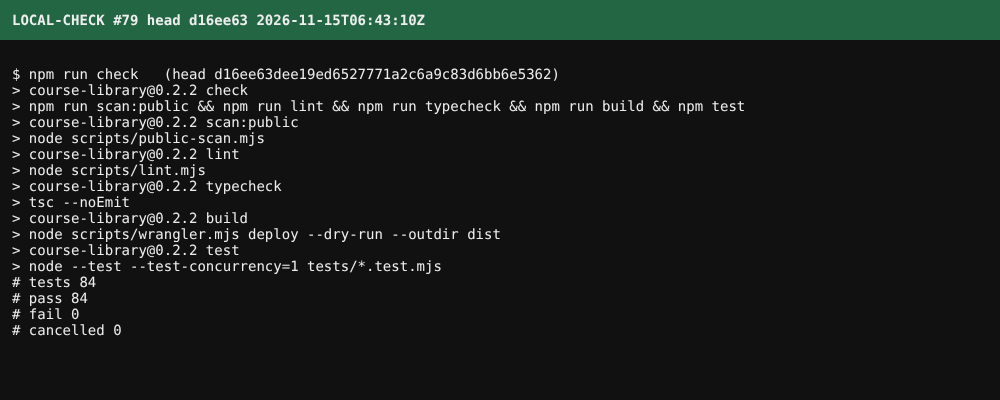 LOCAL-CHECK #79 head d16ee63 2026-11-15T06:43:10Z
$ npm run check   (head d16ee63dee19ed6527771a2c6a9c83d6bb6e5362)
> course-library@0.2.2 check
> npm run scan:public && npm run lint && npm run typecheck && npm run build && npm test
> course-library@0.2.2 scan:public
> node scripts/public-scan.mjs
> course-library@0.2.2 lint
> node scripts/lint.mjs
> course-library@0.2.2 typecheck
> tsc --noEmit
> course-library@0.2.2 build
> node scripts/wrangler.mjs deploy --dry-run --outdir dist
> course-library@0.2.2 test
> node --test --test-concurrency=1 tests/*.test.mjs
# tests 84
# pass 84
# fail 0
# cancelled 0